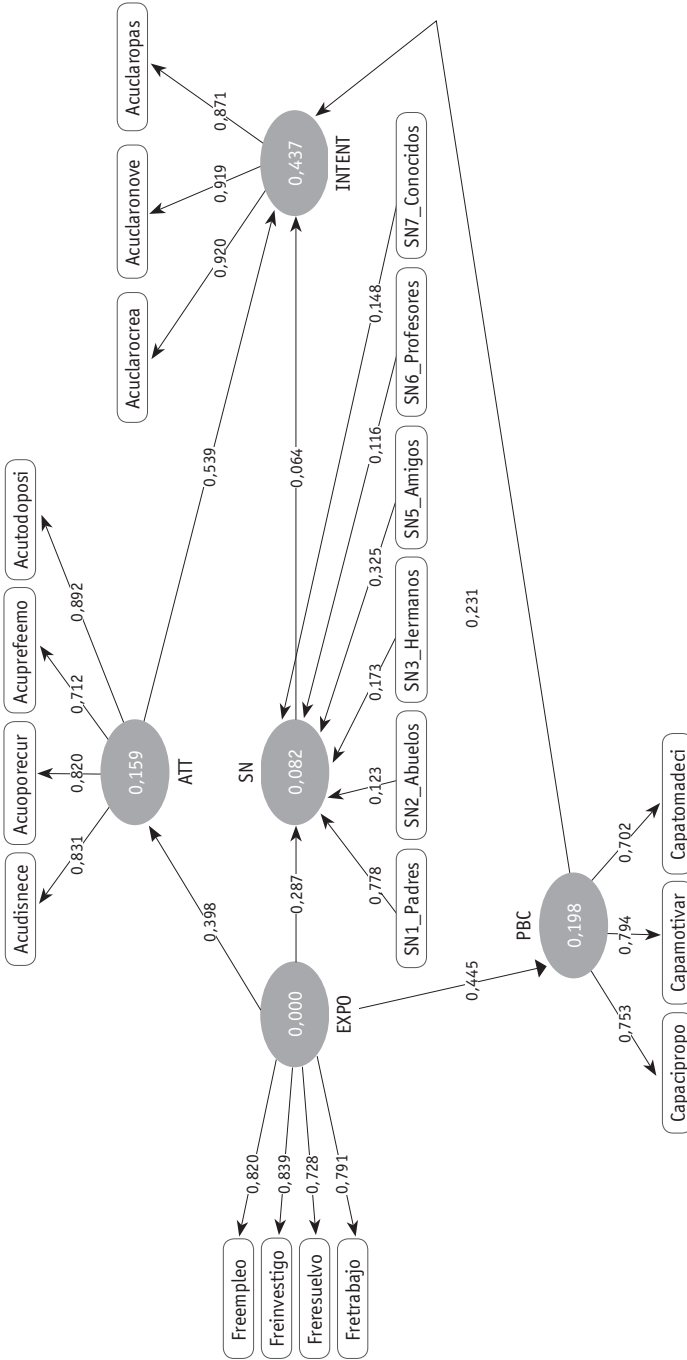 Acudisnece
Acuoporecur
Acuprefeemo
Acutodoposi
0,831
0,820
0,712
0,892
0,159
ATT
Acuclarocrea
Acuclaronove
Acuclaropas
0,920
0,919
0,871
0,437
INTENT
0,398
0,539
Freempleo
Freinvestigo
Freresuelvo
Fretrabajo
0,820
0,839
0,728
0,791
0,000
EXPO
0,287
SN
0,082
0,064
0,778
0,123
0,173
0,325
0,116
0,148
SN1_Padres
SN2_Abuelos
SN3_Hermanos
SN5_Amigos
SN6_Profesores
SN7_Conocidos
0,445
0,231
PBC
0,198
0,753
0,794
0,702
Capacipropo
Capamotivar
Capatomadeci